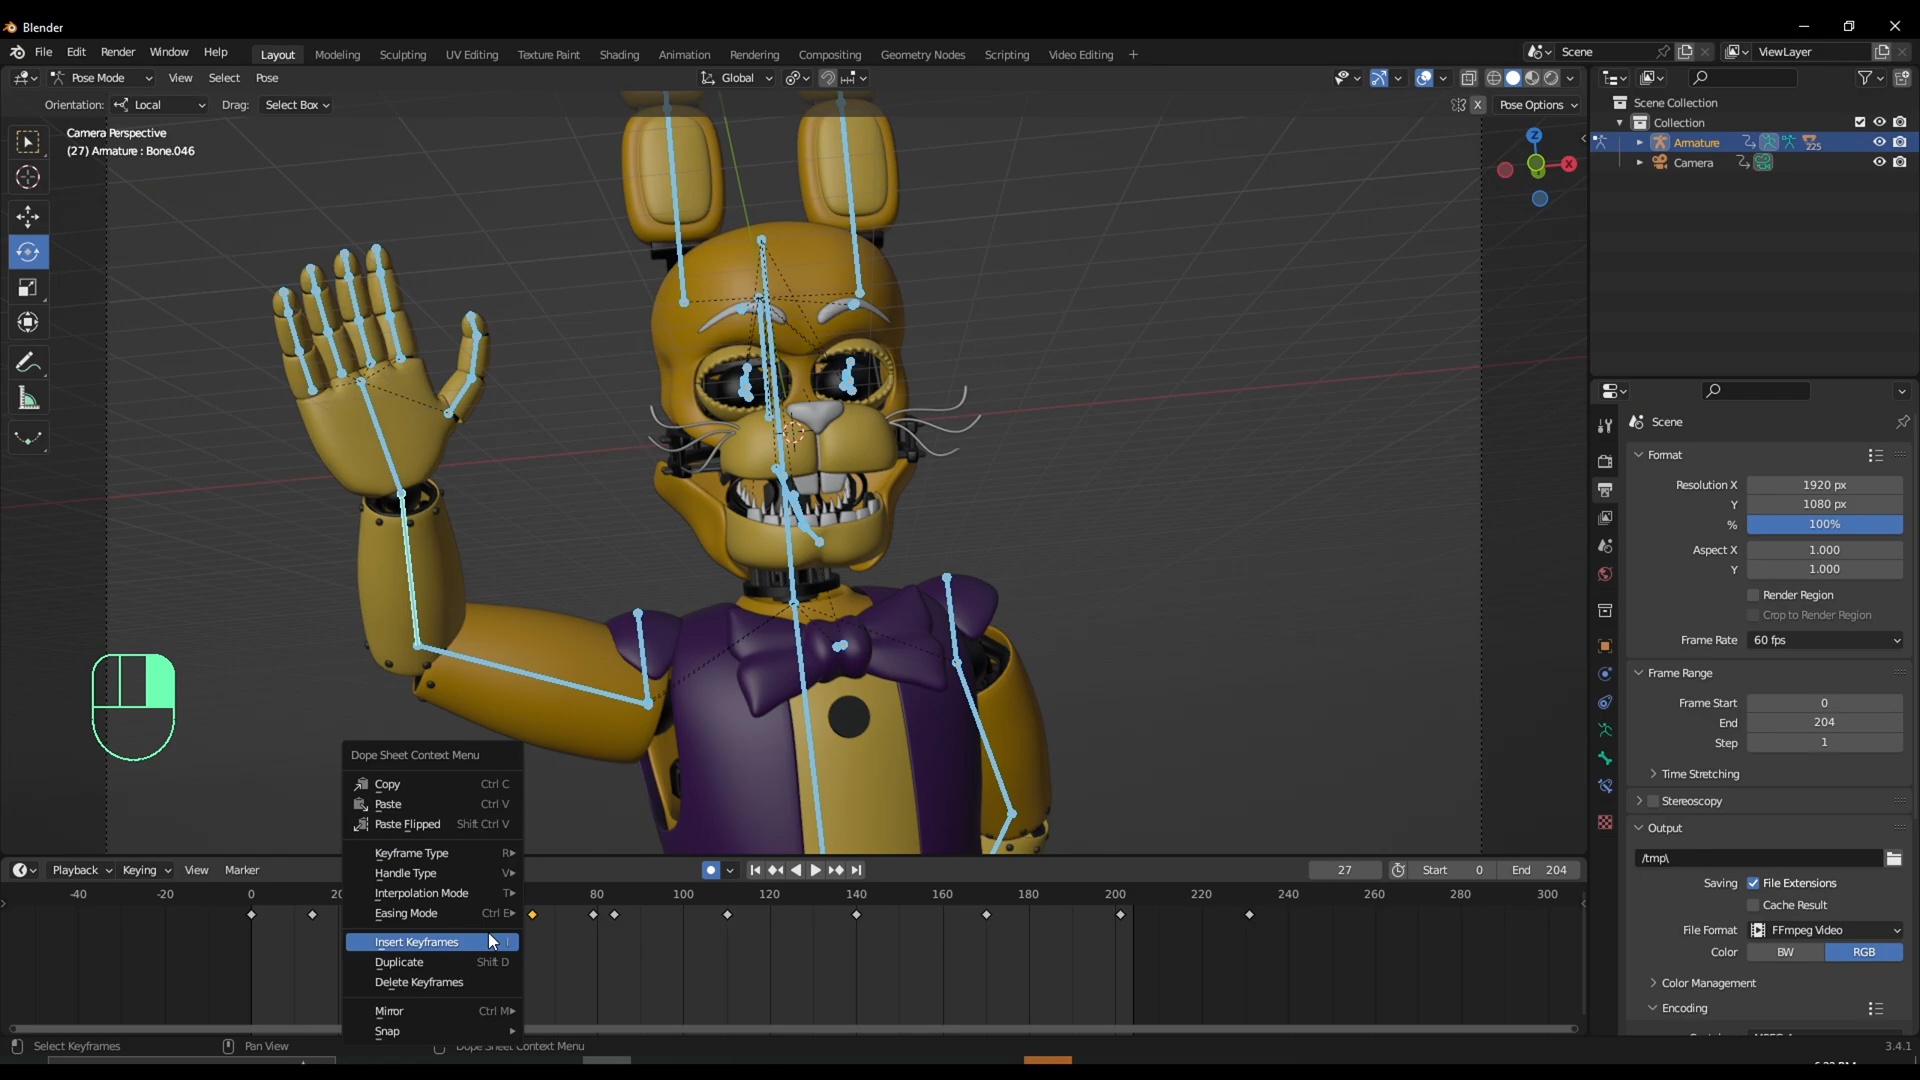 Blender
File Edit Render Window Help Layout Modeling Sculpting UV Editing Texture Paint Shading Animation Rendering Compositing Geometry Nodes Scripting Video Editing + Scene ViewLayer
Pose Mode View Select Pose Global
Orientation: Local Drag: Select Box X Pose Options
Camera Perspective
(27) Armature : Bone.046
Z
X
Scene Collection
Collection
Armature 225
Camera
Scene
Format
Resolution X 1920 px
Y 1080 px
% 100%
Aspect X 1.000
Y 1.000
Render Region
Crop to Render Region
Frame Rate 60 fps
Frame Range
Frame Start 0
End 204
Step 1
Time Stretching
Stereoscopy
Output
/tmp\
Saving File Extensions
Cache Result
File Format FFmpeg Video
Color BW RGB
Color Management
Encoding
Dope Sheet Context Menu
Copy Ctrl C
Paste Ctrl V
Paste Flipped Shift Ctrl V
Keyframe Type R
Handle Type V
Interpolation Mode T
Easing Mode Ctrl E
Insert Keyframes I
Duplicate Shift D
Delete Keyframes
Mirror Ctrl M
Snap
Playback Keying View Marker 27 Start 0 End 204
-40 -20 0 80 100 120 140 160 180 200 220 240 260 280 300
Select Keyframes Pan View Dope Sheet Context Menu 3.4.1